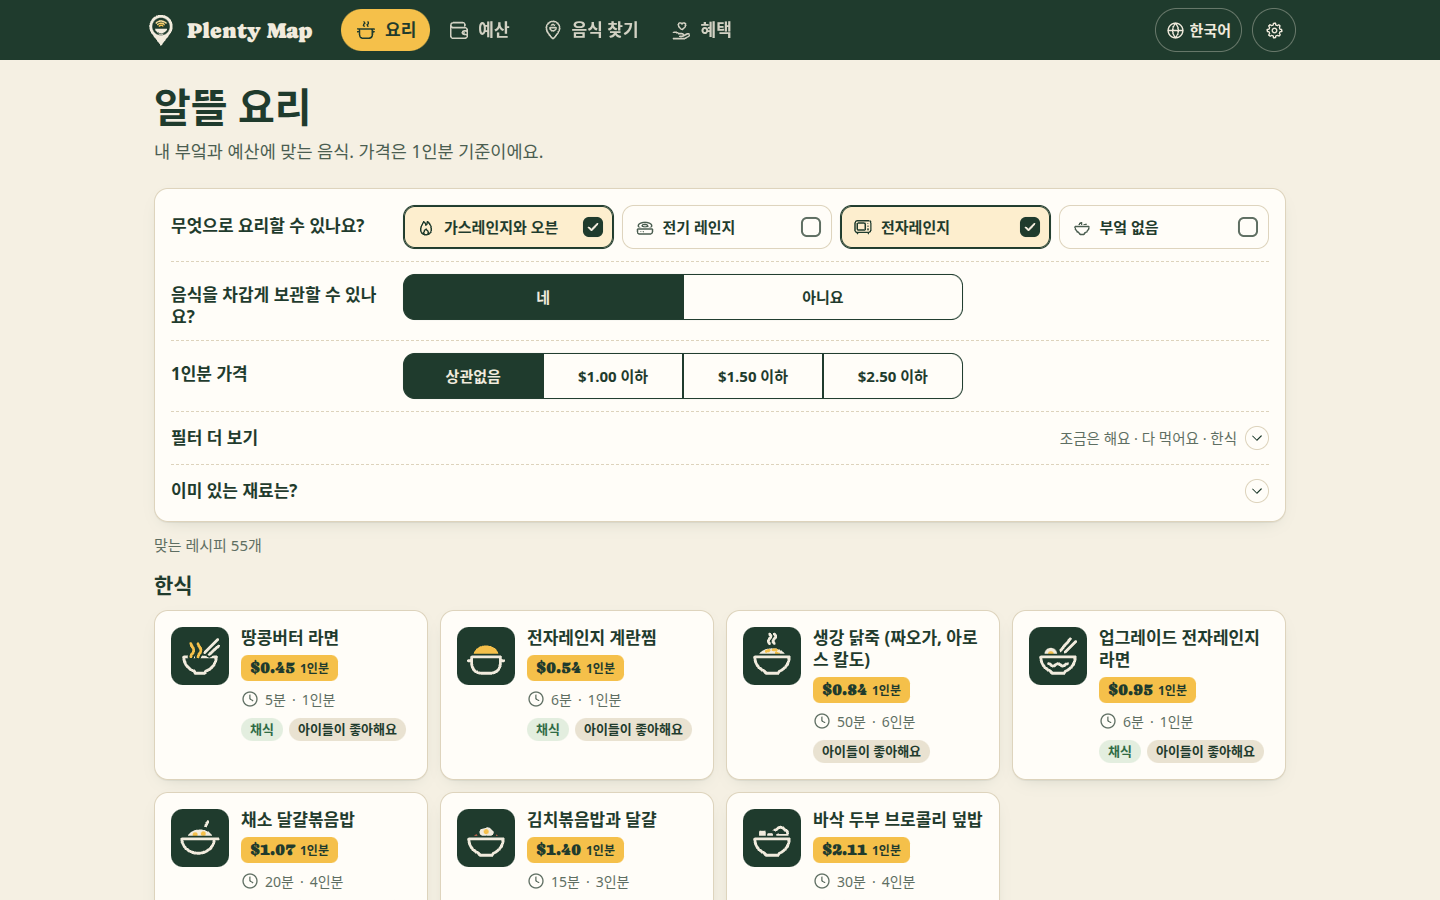 Plenty Map
요리
예산
음식 찾기
혜택
한국어
알뜰 요리
내 부엌과 예산에 맞는 음식. 가격은 1인분 기준이에요.
무엇으로 요리할 수 있나요?
가스레인지와 오븐
전기 레인지
전자레인지
부엌 없음
음식을 차갑게 보관할 수 있나
요?
네
아니요
1인분 가격
상관없음
$1.00 이하
$1.50 이하
$2.50 이하
필터 더 보기
조금은 해요 · 다 먹어요 · 한식
이미 있는 재료는?
맞는 레시피 55개
한식
땅콩버터 라면
$0.45 1인분
5분 · 1인분
채식
아이들이 좋아해요
전자레인지 계란찜
$0.54 1인분
6분 · 1인분
채식
아이들이 좋아해요
생강 닭죽 (짜오가, 아로
스 칼도)
$0.84 1인분
50분 · 6인분
아이들이 좋아해요
업그레이드 전자레인지
라면
$0.95 1인분
6분 · 1인분
채식
아이들이 좋아해요
채소 달걀볶음밥
$1.07 1인분
20분 · 4인분
김치볶음밥과 달걀
$1.40 1인분
15분 · 3인분
바삭 두부 브로콜리 덮밥
$2.11 1인분
30분 · 4인분